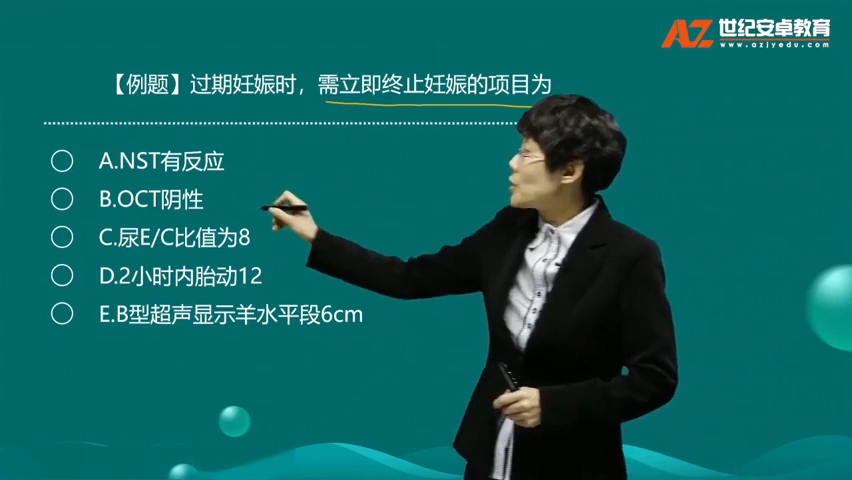 世纪安卓教育
www.azjyedu.com
【例题】过期妊娠时，需立即终止妊娠的项目为
A.NST有反应
B.OCT阴性
C.尿E/C比值为8
D.2小时内胎动12
E.B型超声显示羊水平段6cm